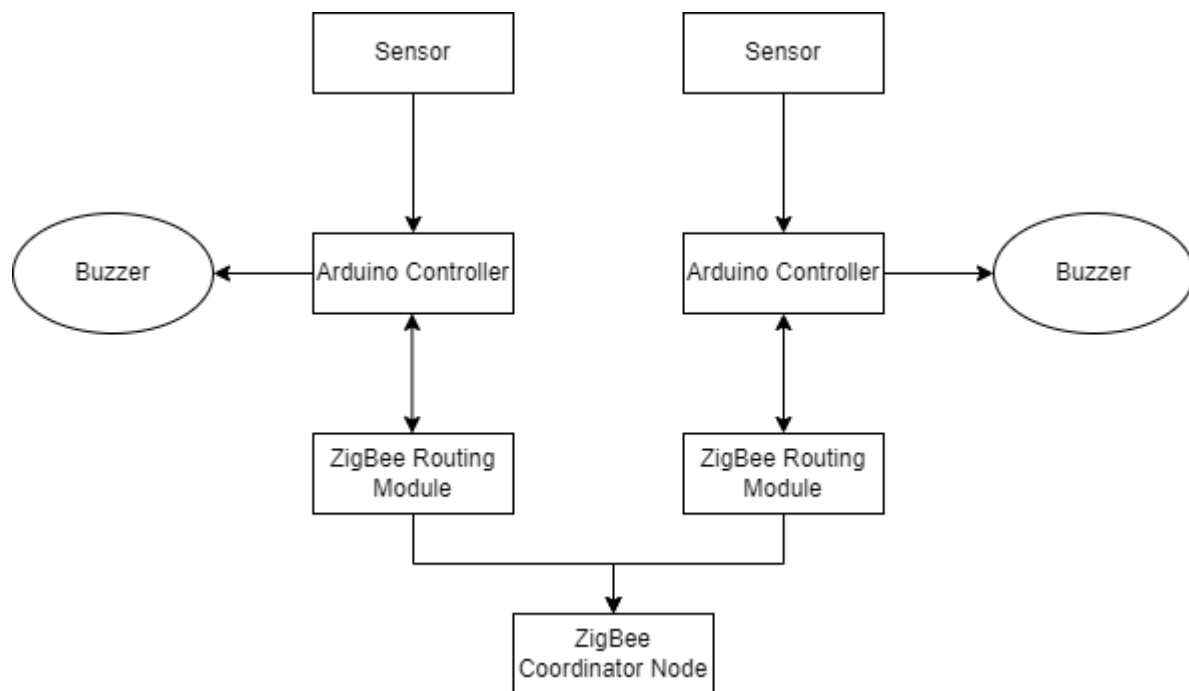 Sensor
Sensor
Buzzer
Arduino Controller
Arduino Controller
Buzzer
ZigBee Routing
Module
ZigBee Routing
Module
ZigBee
Coordinator Node